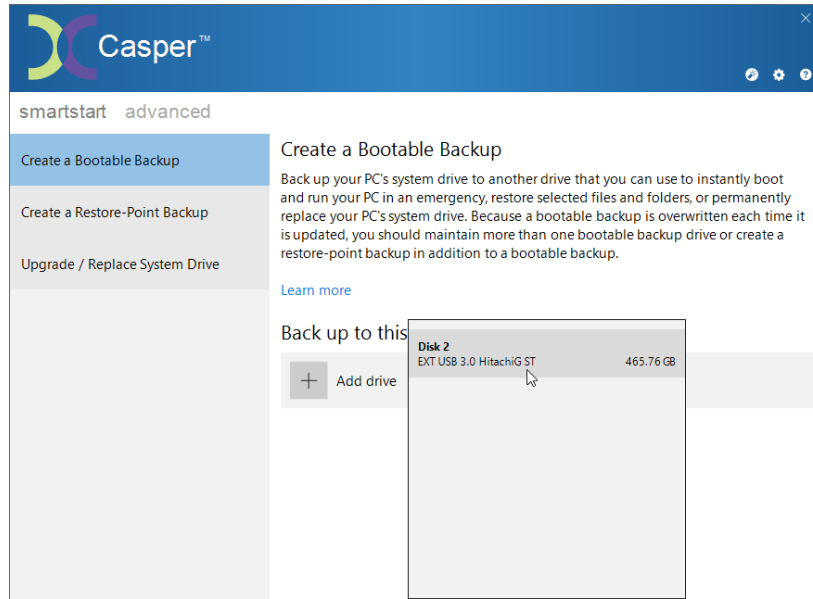 Casper™
smartstart advanced
Create a Bootable Backup
Create a Restore-Point Backup
Upgrade / Replace System Drive
Create a Bootable Backup
Back up your PC's system drive to another drive that you can use to instantly boot
and run your PC in an emergency, restore selected files and folders, or permanently
replace your PC's system drive. Because a bootable backup is overwritten each time it
is updated, you should maintain more than one bootable backup drive or create a
restore-point backup in addition to a bootable backup.
Learn more
Back up to this
Add drive
Disk 2
EXT USB 3.0 HitachiG ST 465.76 GB